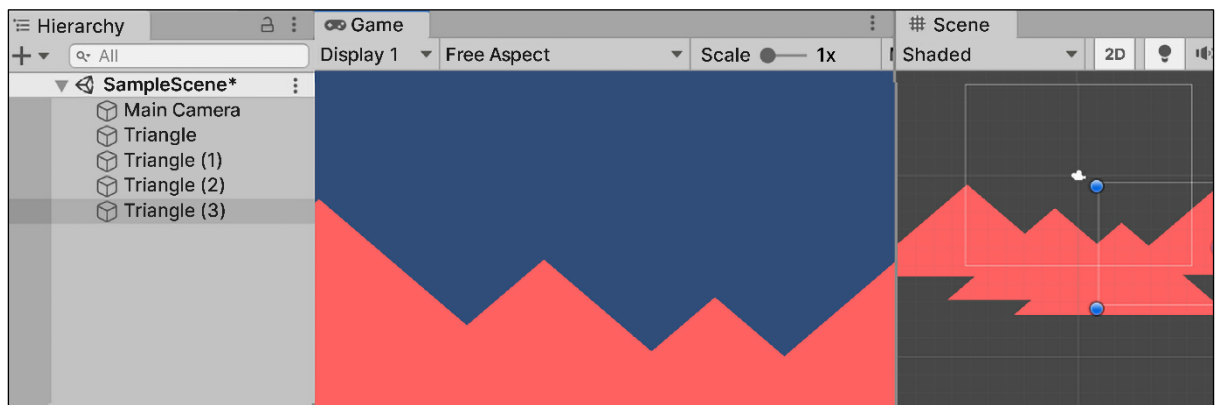 Hierarchy
All
SampleScene*
Main Camera
Triangle
Triangle (1)
Triangle (2)
Triangle (3)
Game
Display 1 Free Aspect Scale 1x
Scene
Shaded 2D